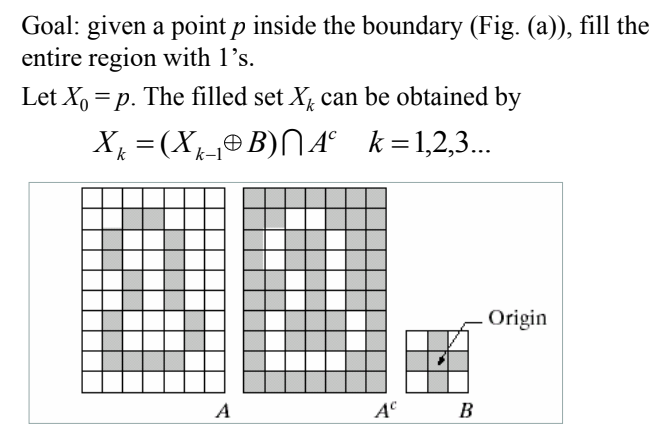 Goal: given a point p inside the boundary (Fig. (a)), fill the
entire region with 1's.
Let X₀ = p. The filled set Xₖ can be obtained by
Xₖ = (Xₖ₋₁ ⊕ B) ⋂ Aᶜ k = 1,2,3...
Origin
A Aᶜ B